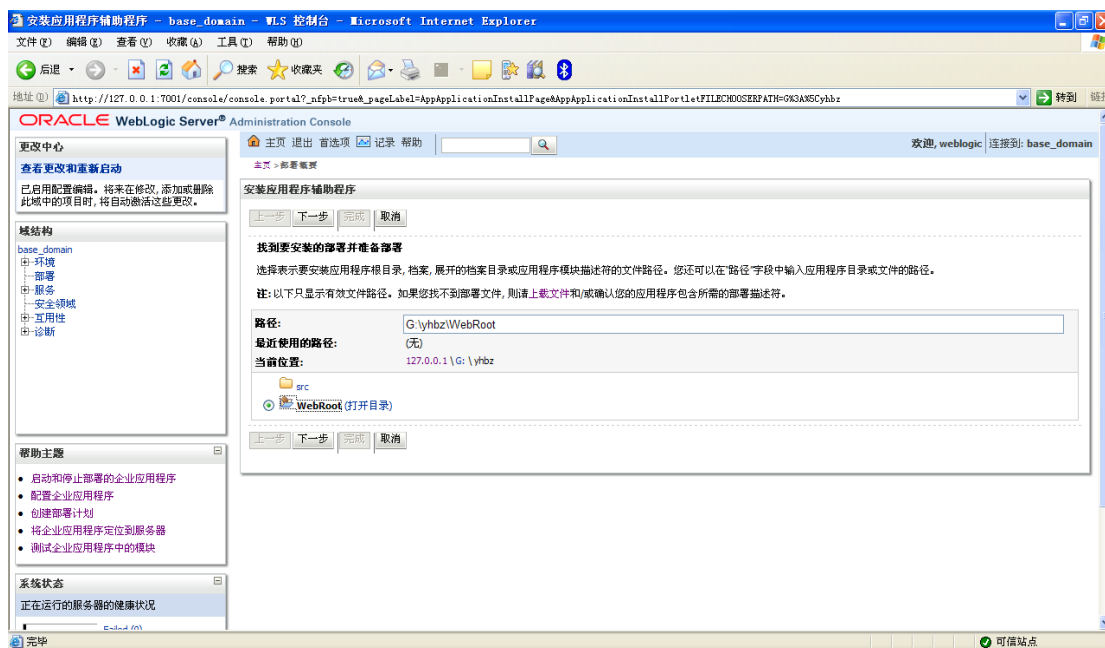 安装应用程序辅助程序 - base_domain - WLS 控制台 - Microsoft Internet Explorer
文件(F) 编辑(E) 查看(V) 收藏(A) 工具(T) 帮助(H)
后退 搜索 收藏夹
地址(D) http://127.0.0.1:7001/console/console.portal?_nfpb=true&_pageLabel=AppApplicationInstallPage&AppApplicationInstallPortletFILECHOOSERPATH=G%3A%5Cyhbz 转到 链接
ORACLE WebLogic Server® Administration Console
更改中心
查看更改和重新启动
已启用配置编辑。将来在修改, 添加或删除
此域中的项目时, 将自动激活这些更改。
域结构
base_domain
环境
部署
服务
安全领域
互用性
诊断
帮助主题
启动和停止部署的企业应用程序
配置企业应用程序
创建部署计划
将企业应用程序定位到服务器
测试企业应用程序中的模块
系统状态
正在运行的服务器的健康状况
Failed (0)
主页 退出 首选项 记录 帮助
欢迎, weblogic 连接到: base_domain
主页 >部署概要
安装应用程序辅助程序
上一步 下一步 完成 取消
找到要安装的部署并准备部署
选择表示要安装应用程序根目录, 档案, 展开的档案目录或应用程序模块描述符的文件路径。您还可以在"路径"字段中输入应用程序目录或文件的路径。
注: 以下只显示有效文件路径。如果您找不到部署文件, 则请上载文件和/或确认您的应用程序包含所需的部署描述符。
路径: G:\yhbz\WebRoot
最近使用的路径: (无)
当前位置: 127.0.0.1 \ G: \ yhbz
src
WebRoot (打开目录)
上一步 下一步 完成 取消
完毕 可信站点